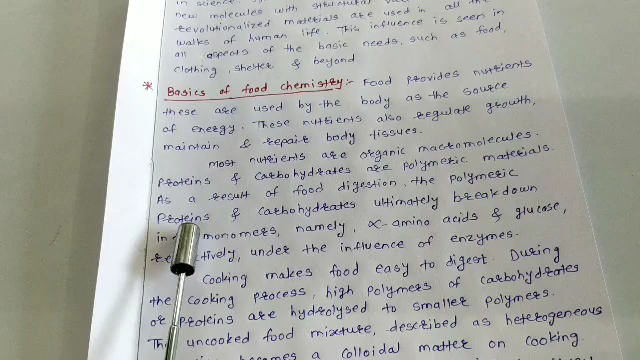 in science.
new molecules with structural
revolutionalized materials are used in all the
walks of human life. This influence is seen in
all aspects of the basic needs, such as food,
clothing, shelter & beyond
* Basics of food chemistry:- Food provides nutrients
these are used by the body as the source
of energy. These nutrients also regulate growth,
maintain & repair body tissues.
most nutrients are organic macromolecules.
Proteins & carbohydrates are polymeric materials.
As a result of food digestion, the polymeric
Proteins & carbohydrates ultimately breakdown
in monomers, namely, α-amino acids & glucose,
under the influence of enzymes.
Cooking makes food easy to digest. During
the cooking process, high polymers of carbohydrates
or proteins are hydrolysed to smaller polymers.
The uncooked food mixture, described as heterogeneous
becomes a colloidal matter on cooking.